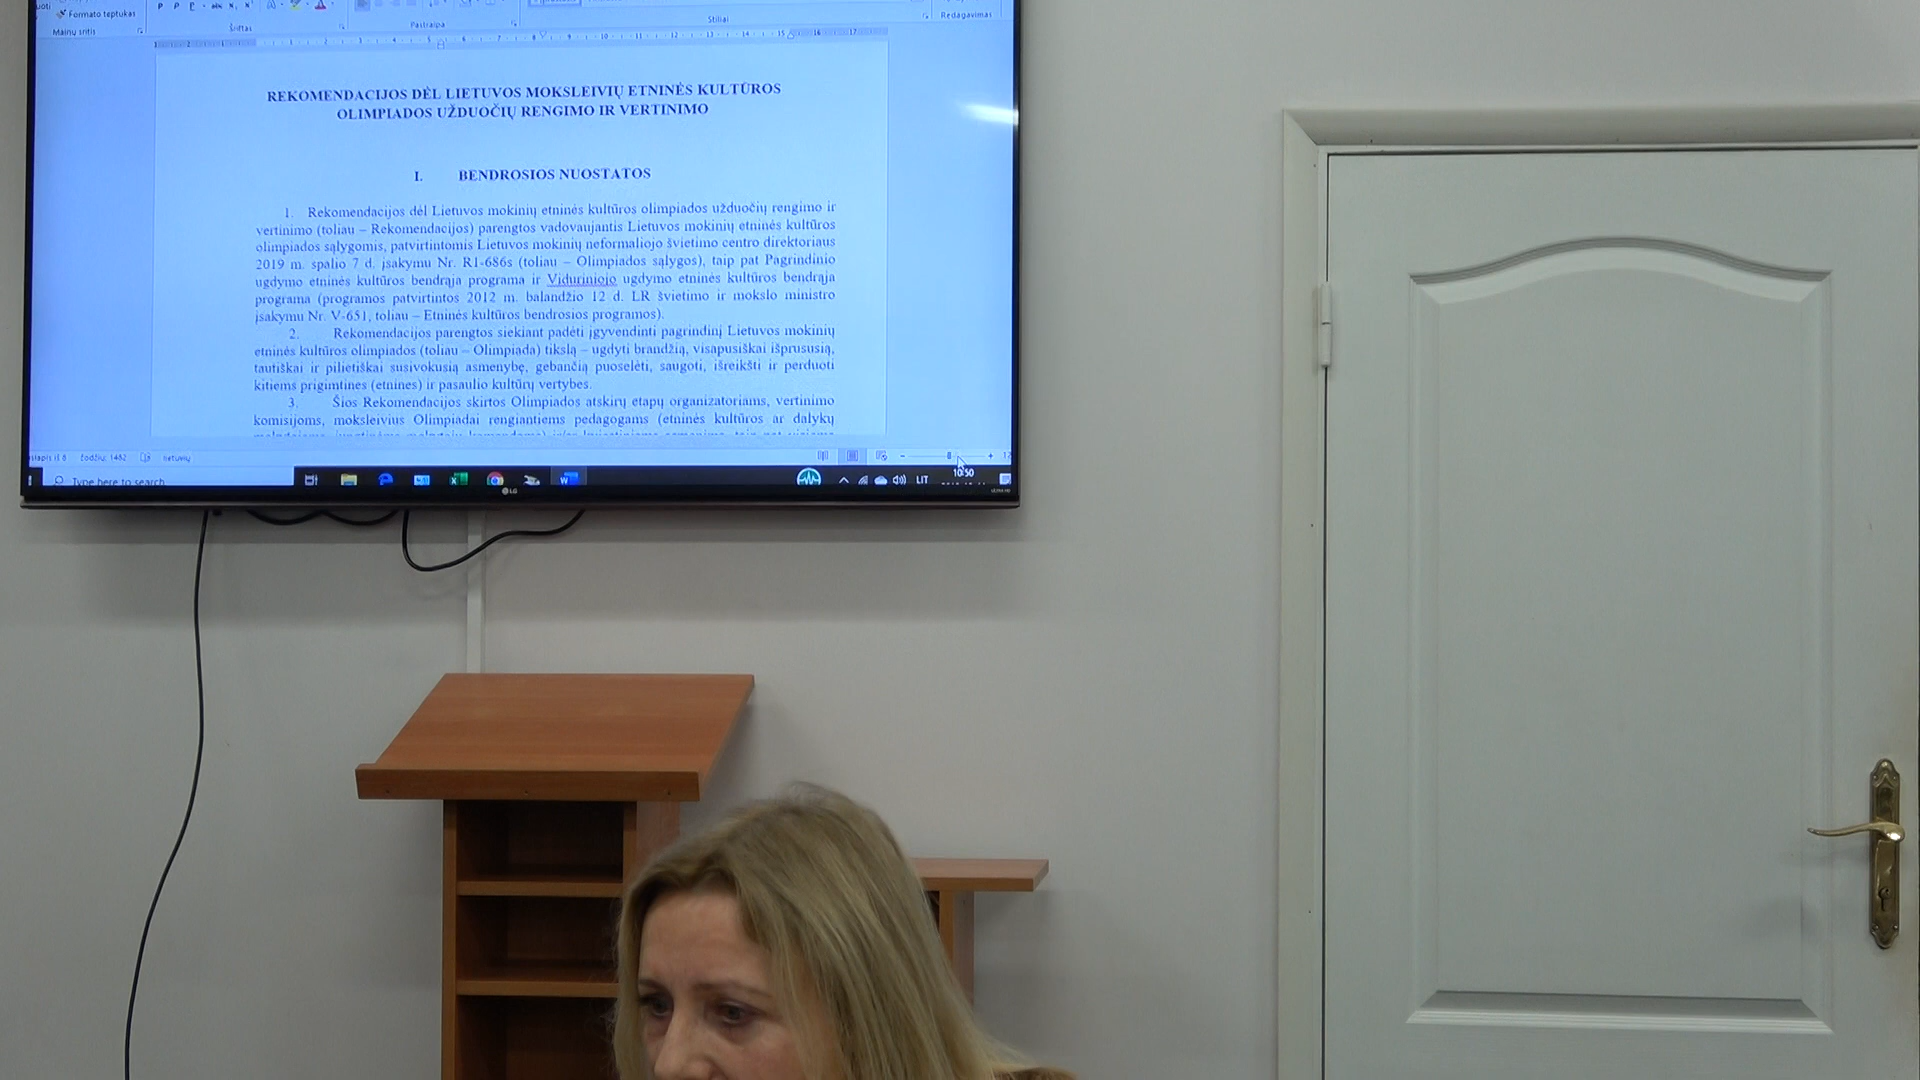 Formato teptukas
Mainų sritis
Šriftas
Pastraipa
Stiliai
Redagavimas
REKOMENDACIJOS DĖL LIETUVOS MOKSLEIVIŲ ETNINĖS KULTŪROS
OLIMPIADOS UŽDUOČIŲ RENGIMO IR VERTINIMO
I. BENDROSIOS NUOSTATOS
1. Rekomendacijos dėl Lietuvos mokinių etninės kultūros olimpiados užduočių rengimo ir
vertinimo (toliau – Rekomendacijos) parengtos vadovaujantis Lietuvos mokinių etninės kultūros
olimpiados sąlygomis, patvirtintomis Lietuvos mokinių neformaliojo švietimo centro direktoriaus
2019 m. spalio 7 d. įsakymu Nr. R1-686s (toliau – Olimpiados sąlygos), taip pat Pagrindinio
ugdymo etninės kultūros bendrąja programa ir Viduriniojo ugdymo etninės kultūros bendrąja
programa (programos patvirtintos 2012 m. balandžio 12 d. LR švietimo ir mokslo ministro
įsakymu Nr. V-651, toliau – Etninės kultūros bendrosios programos).
2. Rekomendacijos parengtos siekiant padėti įgyvendinti pagrindinį Lietuvos mokinių
etninės kultūros olimpiados (toliau – Olimpiada) tikslą – ugdyti brandžią, visapusiškai išprususią,
tautiškai ir pilietiškai susivokusią asmenybę, gebančią puoselėti, saugoti, išreikšti ir perduoti
kitiems prigimtines (etnines) ir pasaulio kultūrų vertybes.
3. Šios Rekomendacijos skirtos Olimpiados atskirų etapų organizatoriams, vertinimo
komisijoms, moksleivius Olimpiadai rengiantiems pedagogams (etninės kultūros ar dalykų
žodžių: 1462 lietuvių
Type here to search
LIT
10:50
LG